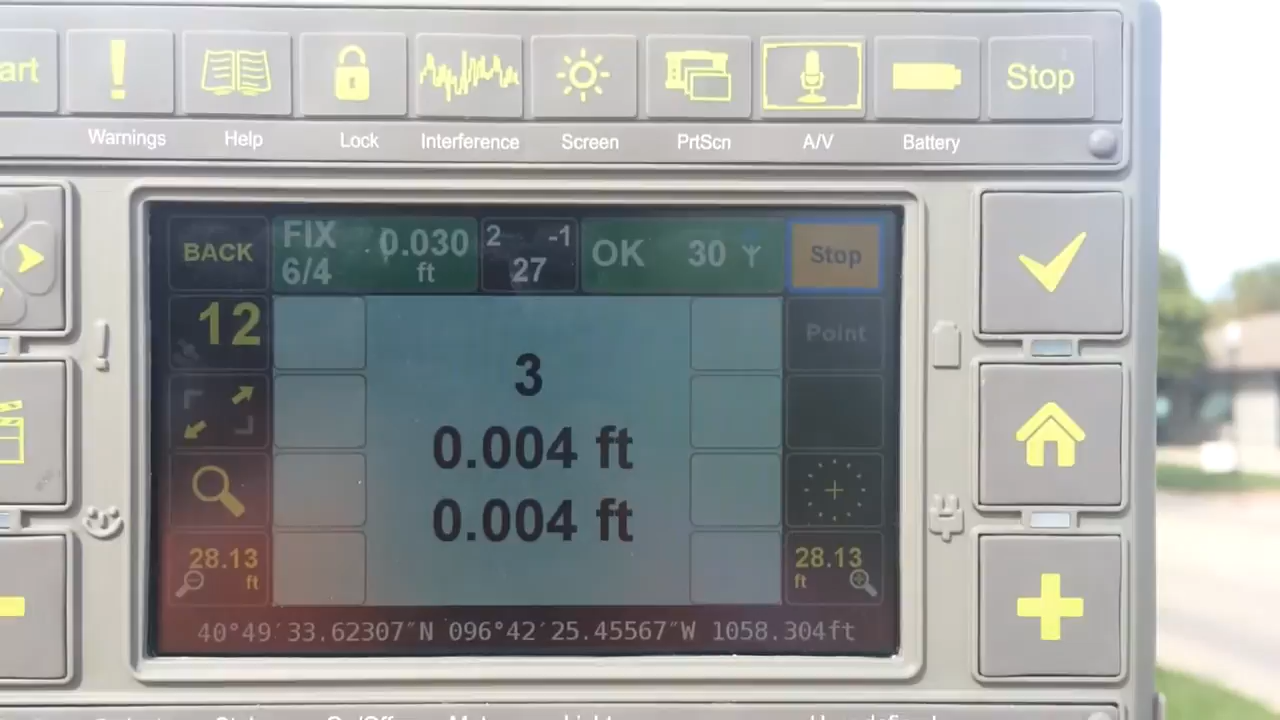 art Stop
Warnings Help Lock Interference Screen PrtScn A/V Battery
BACK FIX 0.030 ft 6/4 2 -1 27 OK 30 Stop
12 Point
3
0.004 ft
0.004 ft
28.13 ft 28.13 ft
40°49′33.62307″N 096°42′25.45567″W 1058.304ft